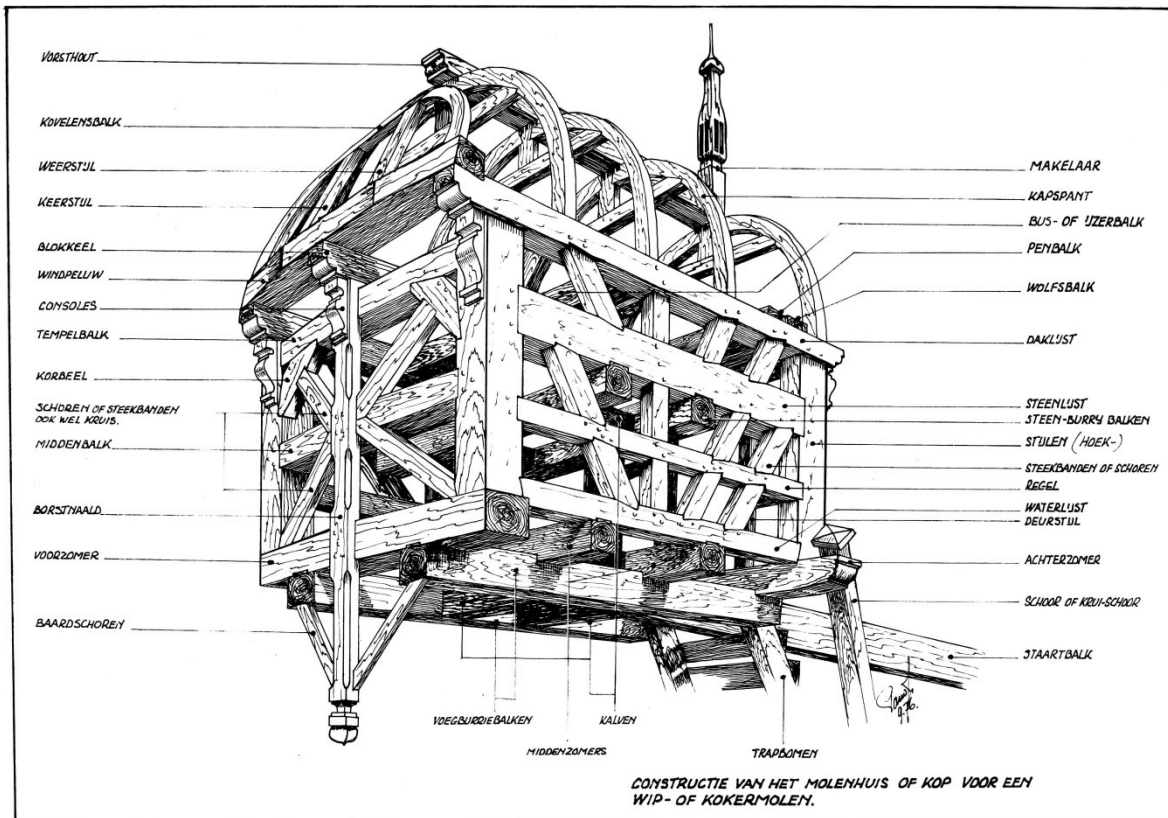 VORSTHOUT
KOVELENSBALK
WEERSTIJL
KEERSTIJL
BLOKKEEL
WINDPELUW
CONSOLES
TEMPELBALK
KORBEEL
SCHOREN OF STEEKBANDEN
OOK WEL KRUIS.
MIDDENBALK
BORSTNAALD
VOORZOMER
BAARDSCHOREN
MAKELAAR
KAPSPANT
BUS- OF IJZERBALK
PENBALK
WOLFSBALK
DAKLIJST
STEENLIJST
STEEN-BURRY BALKEN
STIJLEN (HOEK-)
STEEKBANDEN OF SCHOREN
REGEL
WATERLIJST
DEURSTIJL
ACHTERZOMER
SCHOOR OF KRUI-SCHOOR
STAARTBALK
VOEGBURRIEBALKEN
KALVEN
MIDDENZOMERS
TRAPBOMEN
CONSTRUCTIE VAN HET MOLENHUIS OF KOP VOOR EEN
WIP- OF KOKERMOLEN.